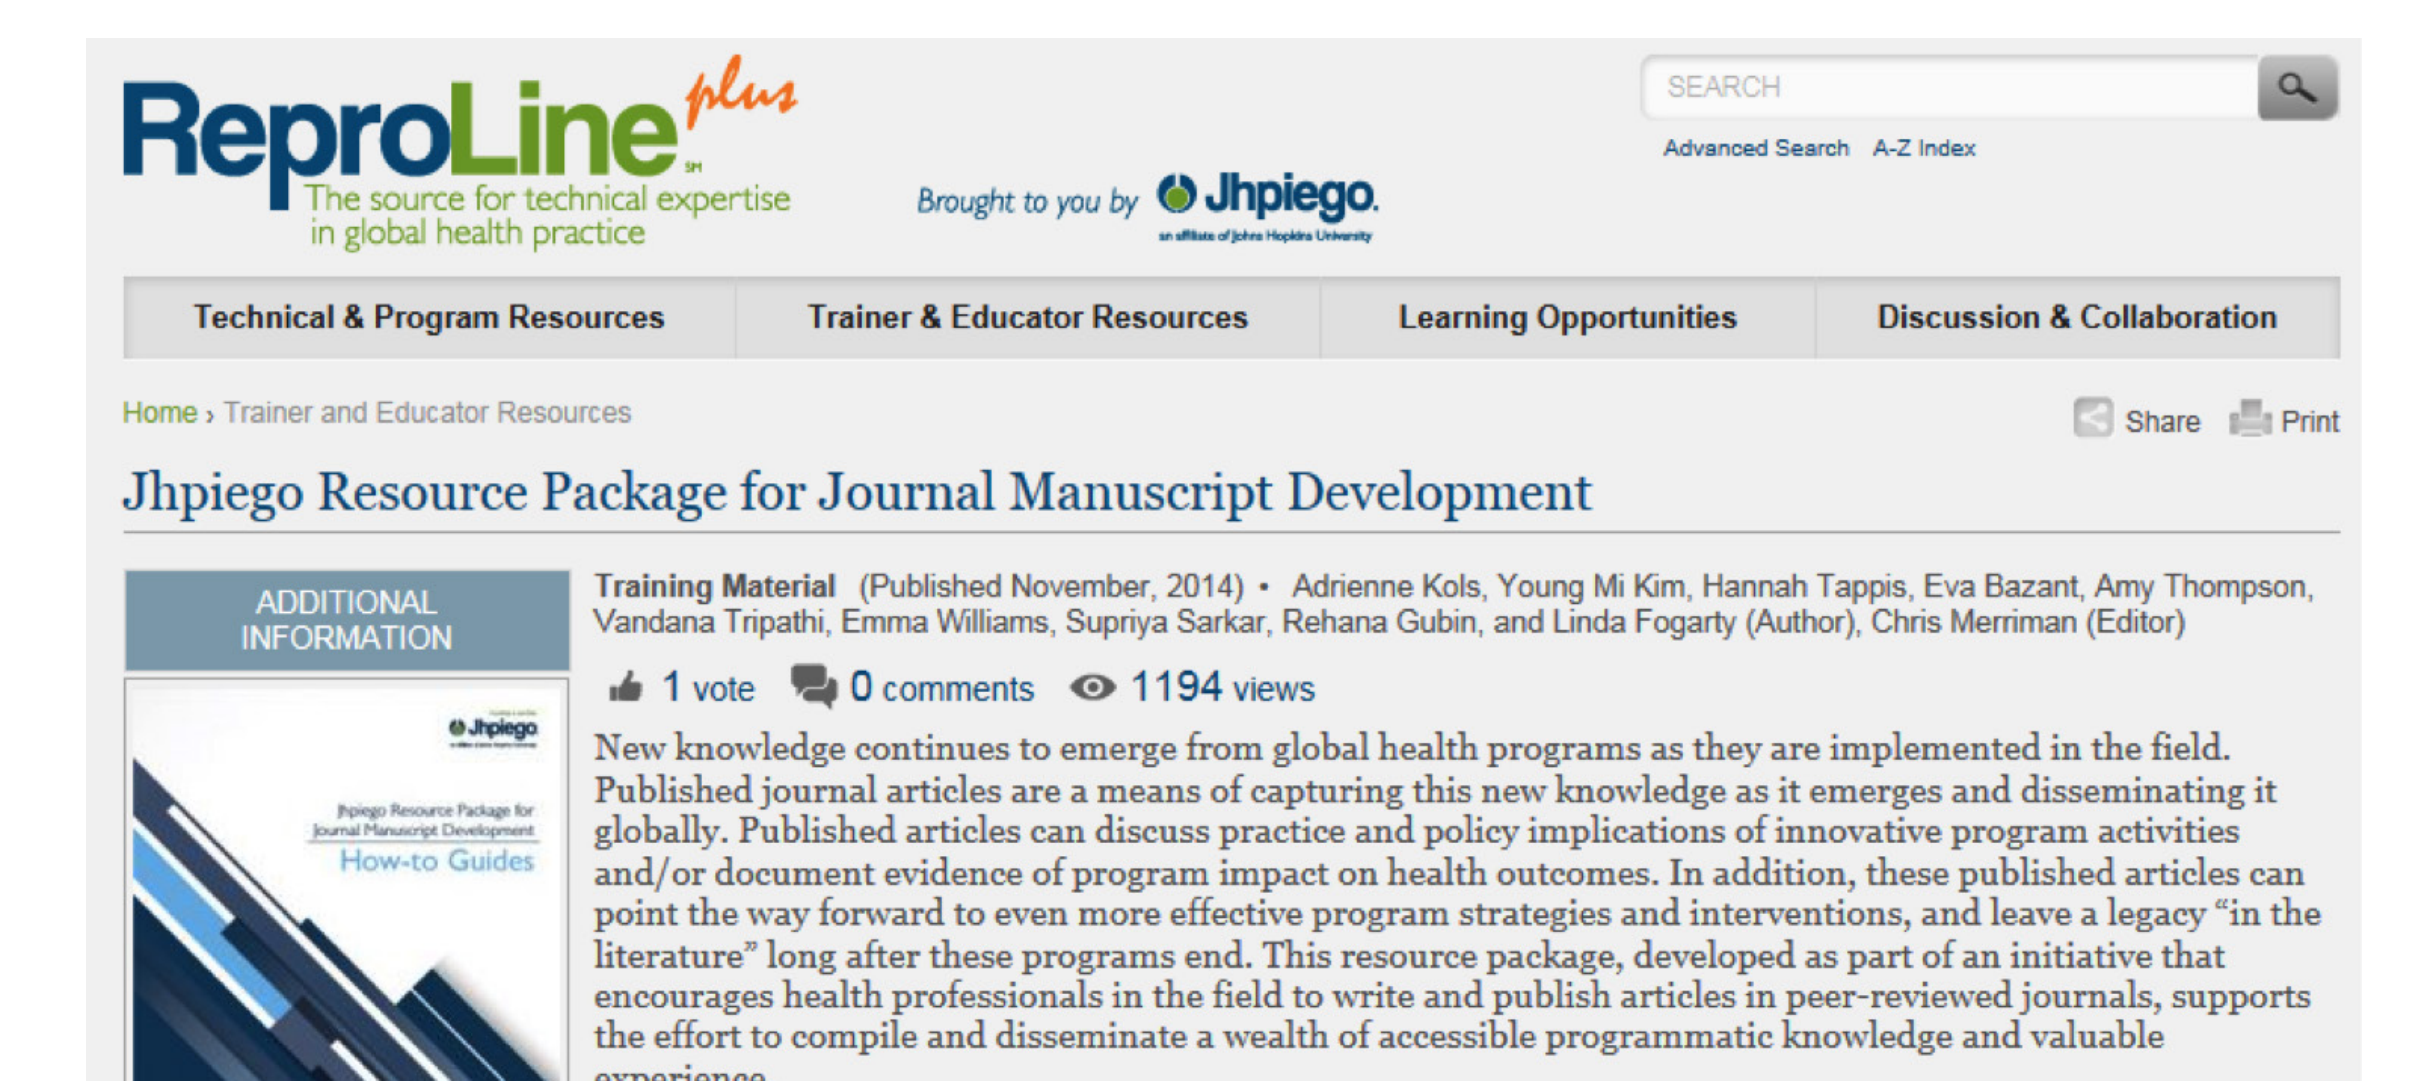 ReproLine plus SM
The source for technical expertise
in global health practice
Brought to you by Jhpiego.
an affiliate of Johns Hopkins University
SEARCH
Advanced Search A-Z Index
Technical & Program Resources Trainer & Educator Resources Learning Opportunities Discussion & Collaboration
Home › Trainer and Educator Resources
Share Print
Jhpiego Resource Package for Journal Manuscript Development
ADDITIONAL
INFORMATION
Jhpiego
Jhpiego Resource Package for
Journal Manuscript Development
How-to Guides
Training Material (Published November, 2014) • Adrienne Kols, Young Mi Kim, Hannah Tappis, Eva Bazant, Amy Thompson,
Vandana Tripathi, Emma Williams, Supriya Sarkar, Rehana Gubin, and Linda Fogarty (Author), Chris Merriman (Editor)
1 vote 0 comments 1194 views
New knowledge continues to emerge from global health programs as they are implemented in the field.
Published journal articles are a means of capturing this new knowledge as it emerges and disseminating it
globally. Published articles can discuss practice and policy implications of innovative program activities
and/or document evidence of program impact on health outcomes. In addition, these published articles can
point the way forward to even more effective program strategies and interventions, and leave a legacy “in the
literature” long after these programs end. This resource package, developed as part of an initiative that
encourages health professionals in the field to write and publish articles in peer-reviewed journals, supports
the effort to compile and disseminate a wealth of accessible programmatic knowledge and valuable
experience.